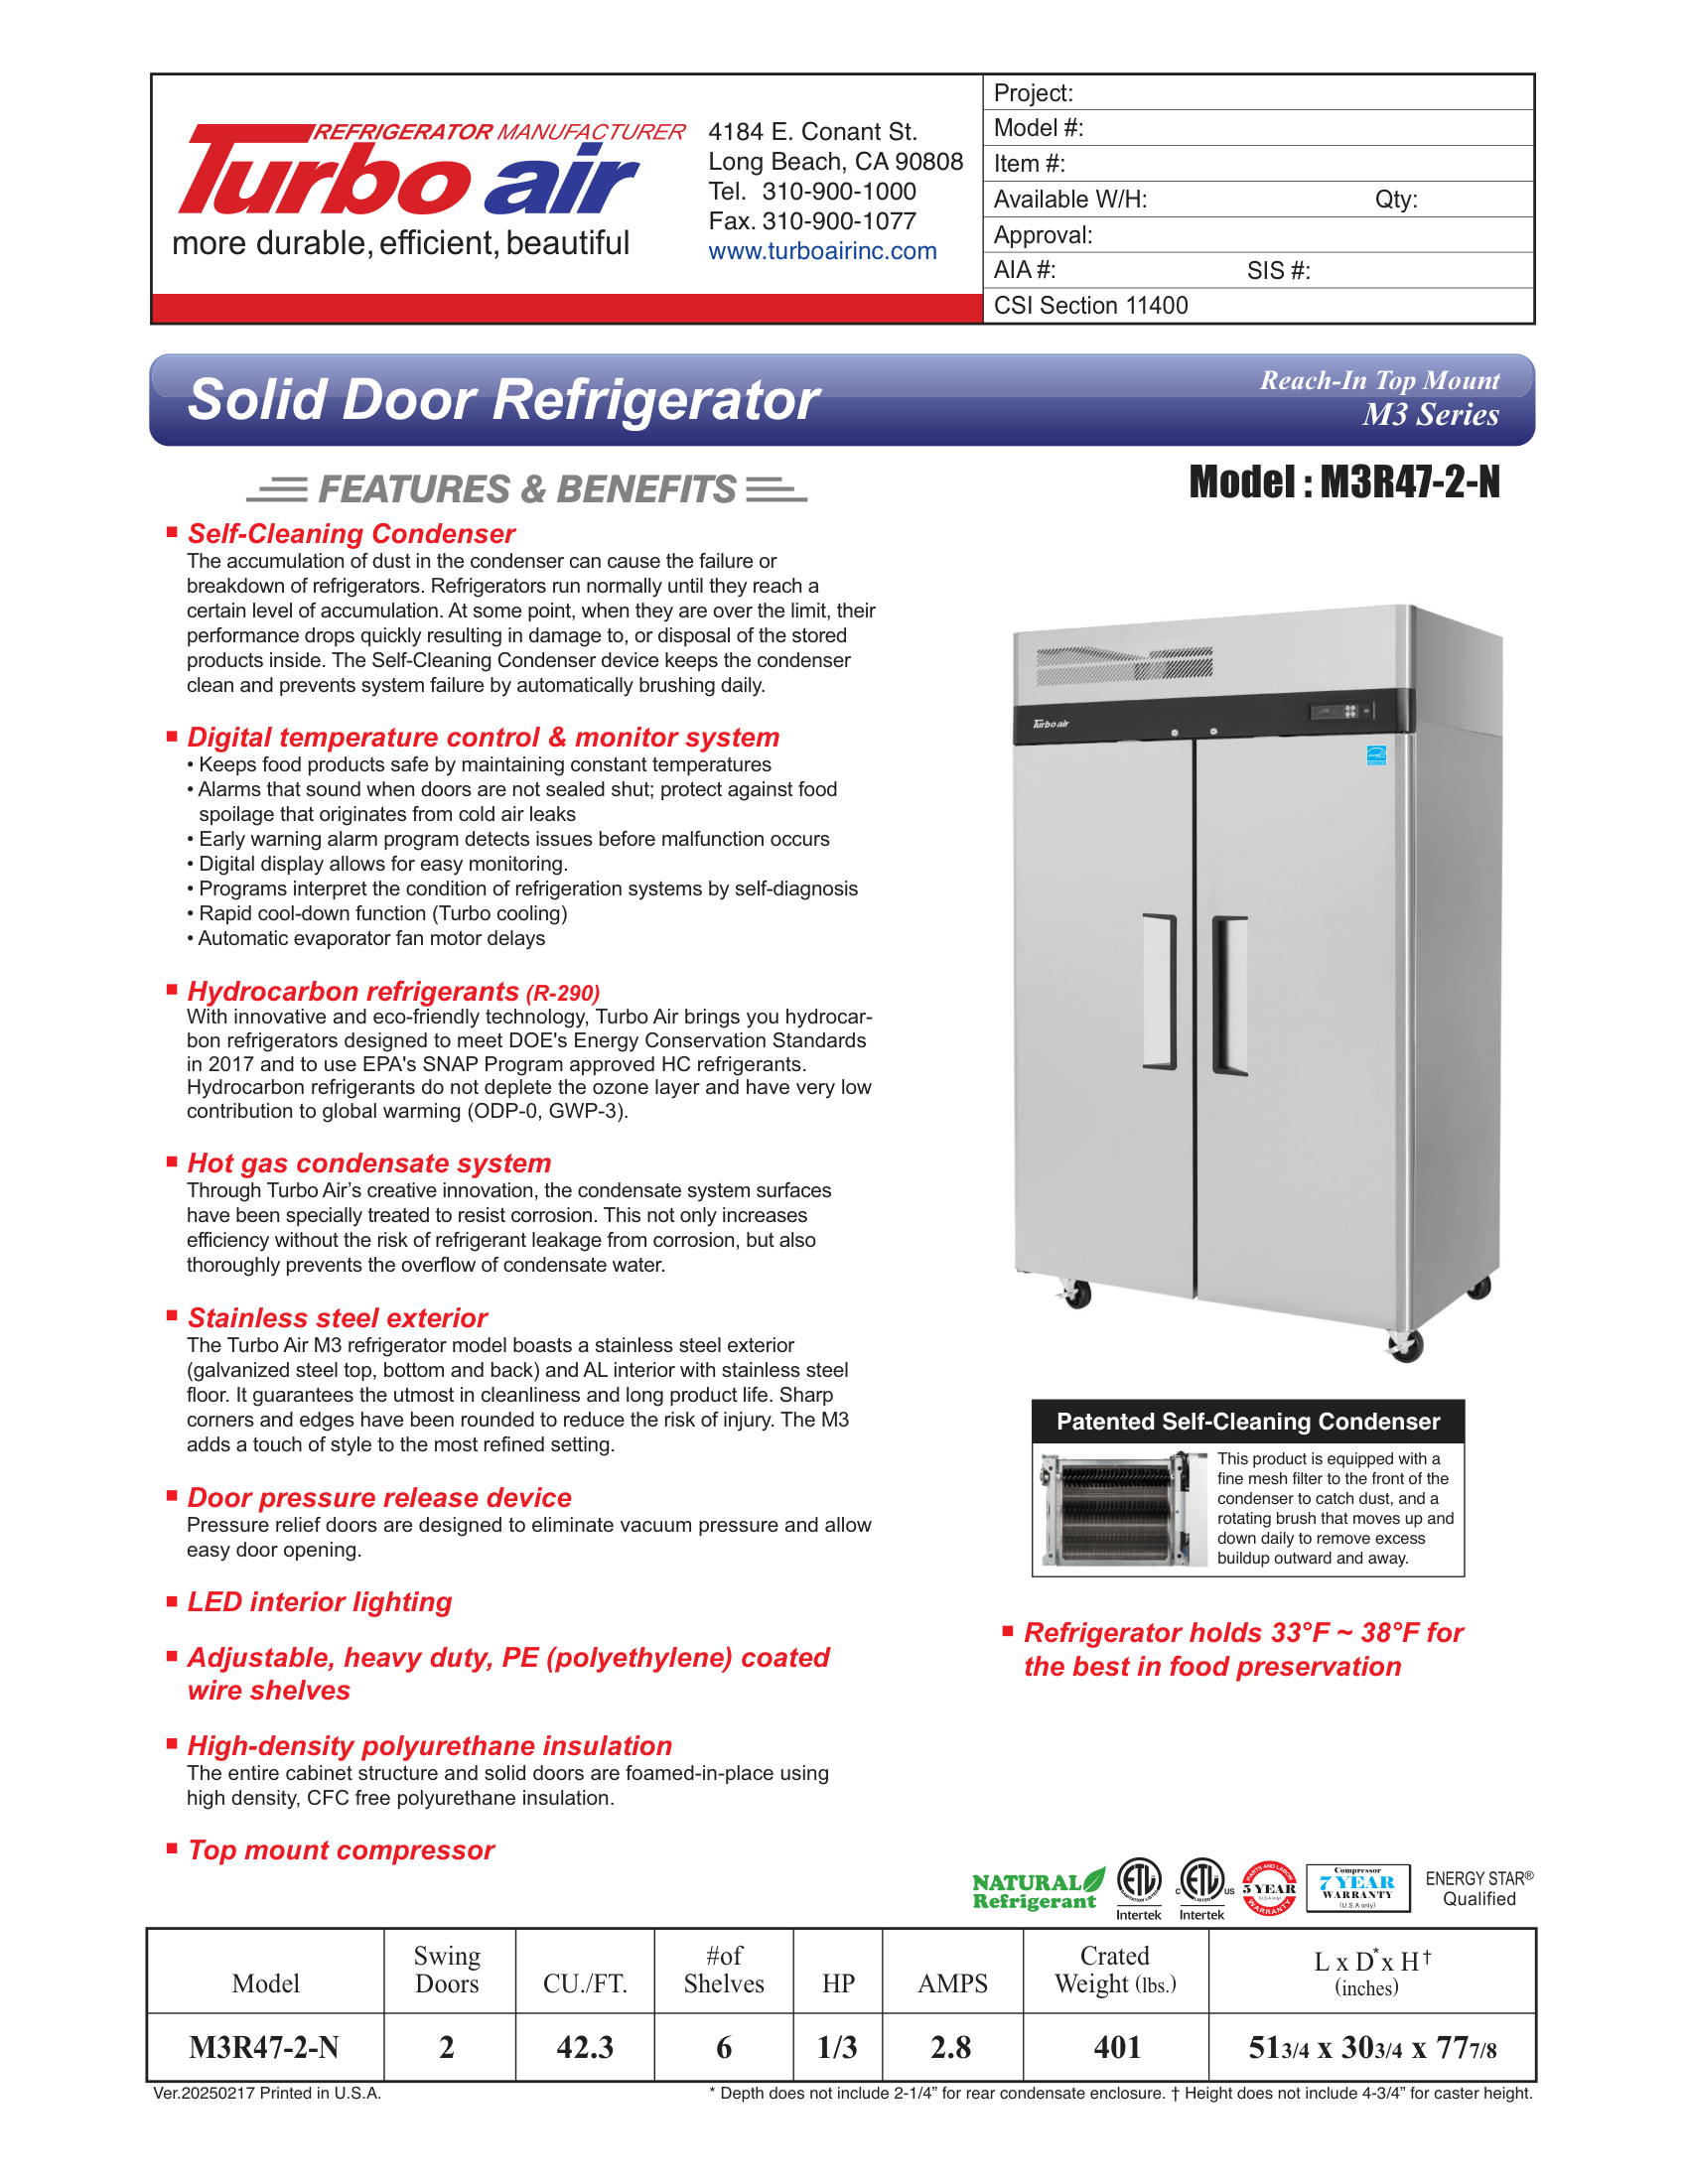 REFRIGERATOR MANUFACTURER
Turbo air
more durable, efficient, beautiful
4184 E. Conant St.
Long Beach, CA 90808
Tel. 310-900-1000
Fax. 310-900-1077
www.turboairinc.com
Project:
Model #:
Item #:
Available W/H: Qty:
Approval:
AIA #: SIS #:
CSI Section 11400
Solid Door Refrigerator
Reach-In Top Mount
M3 Series
FEATURES & BENEFITS
Model : M3R47-2-N
Self-Cleaning Condenser
The accumulation of dust in the condenser can cause the failure or
breakdown of refrigerators. Refrigerators run normally until they reach a
certain level of accumulation. At some point, when they are over the limit, their
performance drops quickly resulting in damage to, or disposal of the stored
products inside. The Self-Cleaning Condenser device keeps the condenser
clean and prevents system failure by automatically brushing daily.
Digital temperature control & monitor system
• Keeps food products safe by maintaining constant temperatures
• Alarms that sound when doors are not sealed shut; protect against food
spoilage that originates from cold air leaks
• Early warning alarm program detects issues before malfunction occurs
• Digital display allows for easy monitoring.
• Programs interpret the condition of refrigeration systems by self-diagnosis
• Rapid cool-down function (Turbo cooling)
• Automatic evaporator fan motor delays
Hydrocarbon refrigerants (R-290)
With innovative and eco-friendly technology, Turbo Air brings you hydrocar-
bon refrigerators designed to meet DOE's Energy Conservation Standards
in 2017 and to use EPA's SNAP Program approved HC refrigerants.
Hydrocarbon refrigerants do not deplete the ozone layer and have very low
contribution to global warming (ODP-0, GWP-3).
Hot gas condensate system
Through Turbo Air's creative innovation, the condensate system surfaces
have been specially treated to resist corrosion. This not only increases
efficiency without the risk of refrigerant leakage from corrosion, but also
thoroughly prevents the overflow of condensate water.
Stainless steel exterior
The Turbo Air M3 refrigerator model boasts a stainless steel exterior
(galvanized steel top, bottom and back) and AL interior with stainless steel
floor. It guarantees the utmost in cleanliness and long product life. Sharp
corners and edges have been rounded to reduce the risk of injury. The M3
adds a touch of style to the most refined setting.
Door pressure release device
Pressure relief doors are designed to eliminate vacuum pressure and allow
easy door opening.
LED interior lighting
Adjustable, heavy duty, PE (polyethylene) coated
wire shelves
High-density polyurethane insulation
The entire cabinet structure and solid doors are foamed-in-place using
high density, CFC free polyurethane insulation.
Top mount compressor
Turbo air
Patented Self-Cleaning Condenser
This product is equipped with a
fine mesh filter to the front of the
condenser to catch dust, and a
rotating brush that moves up and
down daily to remove excess
buildup outward and away.
Refrigerator holds 33°F ~ 38°F for
the best in food preservation
NATURAL
Refrigerant
ETL
SANITATION LISTED
Intertek
C ETL US
LISTED
Intertek
PARTS AND LABOR
5 YEAR
(U.S.A only)
WARRANTY
Compressor
7 YEAR
WARRANTY
(U.S.A only)
ENERGY STAR®
Qualified
Model Swing Doors CU./FT. #of Shelves HP AMPS Crated Weight (lbs.) L x D* x H† (inches)
M3R47-2-N 2 42.3 6 1/3 2.8 401 51 3/4 x 30 3/4 x 77 7/8
Ver.20250217 Printed in U.S.A.
* Depth does not include 2-1/4” for rear condensate enclosure. † Height does not include 4-3/4” for caster height.